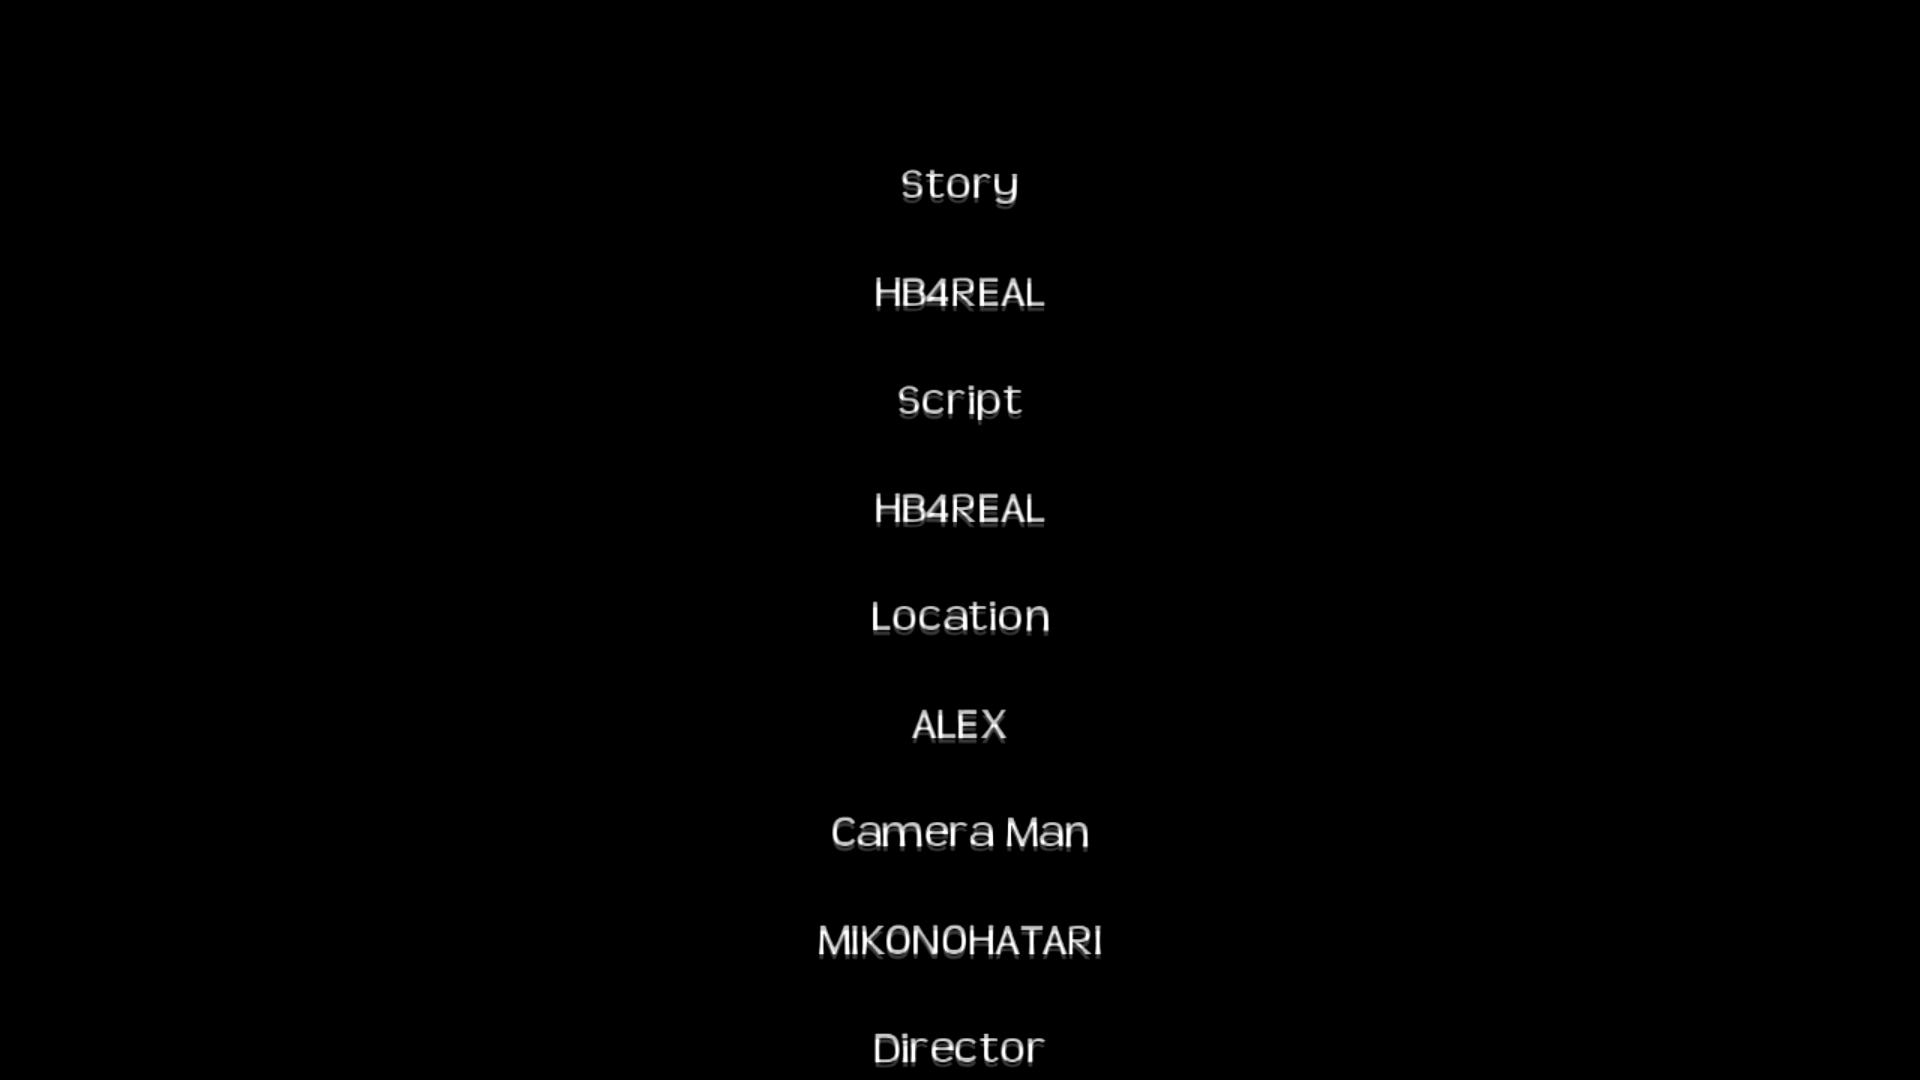 Story
HB4REAL
Script
HB4REAL
Location
ALEX
Camera Man
MIKONOHATARI
Director